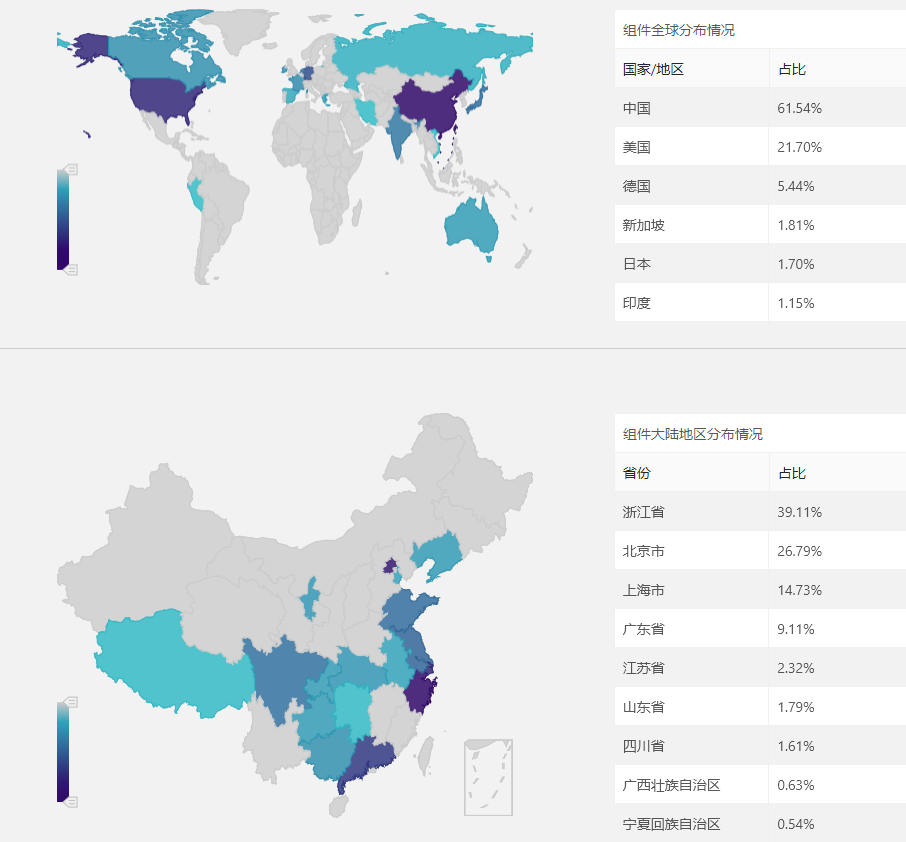 组件全球分布情况
国家/地区 占比
中国 61.54%
美国 21.70%
德国 5.44%
新加坡 1.81%
日本 1.70%
印度 1.15%
组件大陆地区分布情况
省份 占比
浙江省 39.11%
北京市 26.79%
上海市 14.73%
广东省 9.11%
江苏省 2.32%
山东省 1.79%
四川省 1.61%
广西壮族自治区 0.63%
宁夏回族自治区 0.54%